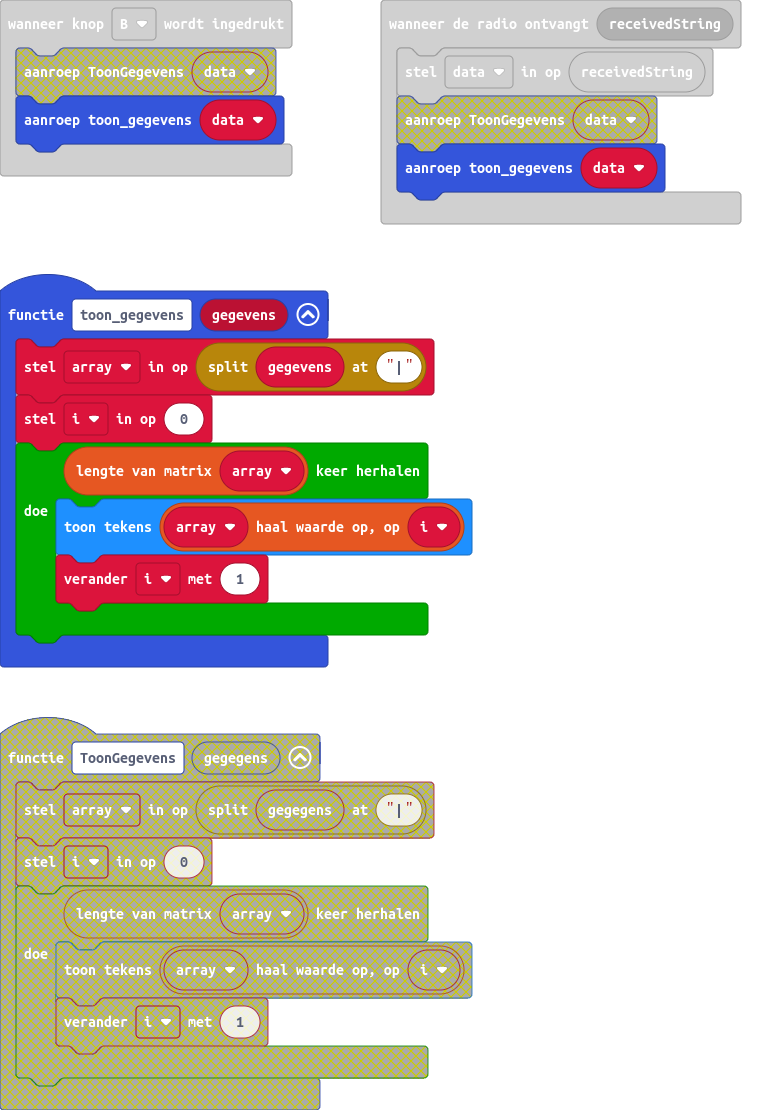 wanneer knop B wordt ingedrukt
aanroep ToonGegevens data
aanroep toon_gegevens data
wanneer de radio ontvangt receivedString
stel data in op receivedString
aanroep ToonGegevens data
aanroep toon_gegevens data
functie toon_gegevens gegevens
stel array in op split gegevens at "|"
stel i in op 0
lengte van matrix array keer herhalen
doe
toon tekens array haal waarde op, op i
verander i met 1
functie ToonGegevens gegegens
stel array in op split gegegens at "|"
stel i in op 0
lengte van matrix array keer herhalen
doe
toon tekens array haal waarde op, op i
verander i met 1